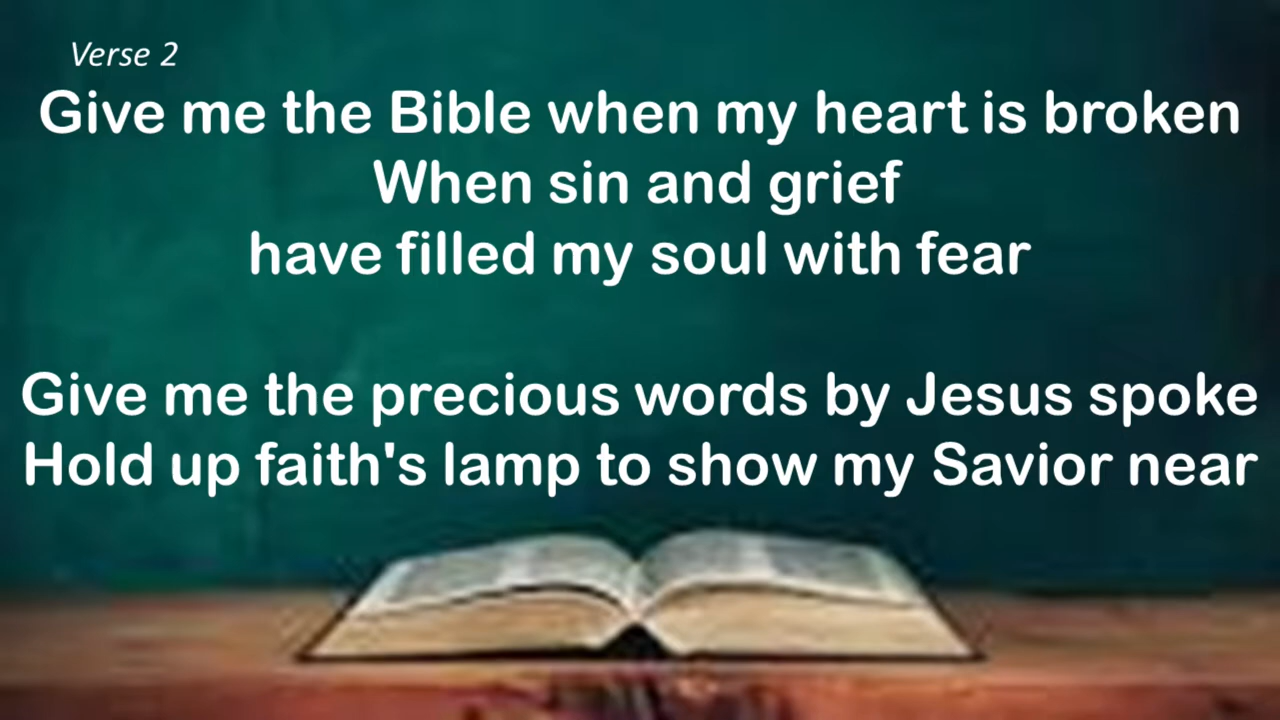 Verse 2
Give me the Bible when my heart is broken
When sin and grief
have filled my soul with fear
Give me the precious words by Jesus spoke
Hold up faith's lamp to show my Savior near